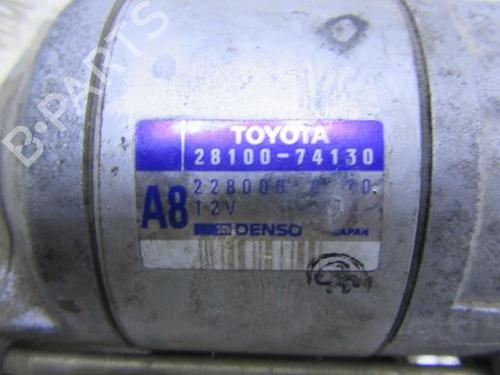 B-PARTS
TOYOTA
28100-74130
A8
12V
DENSO JAPAN